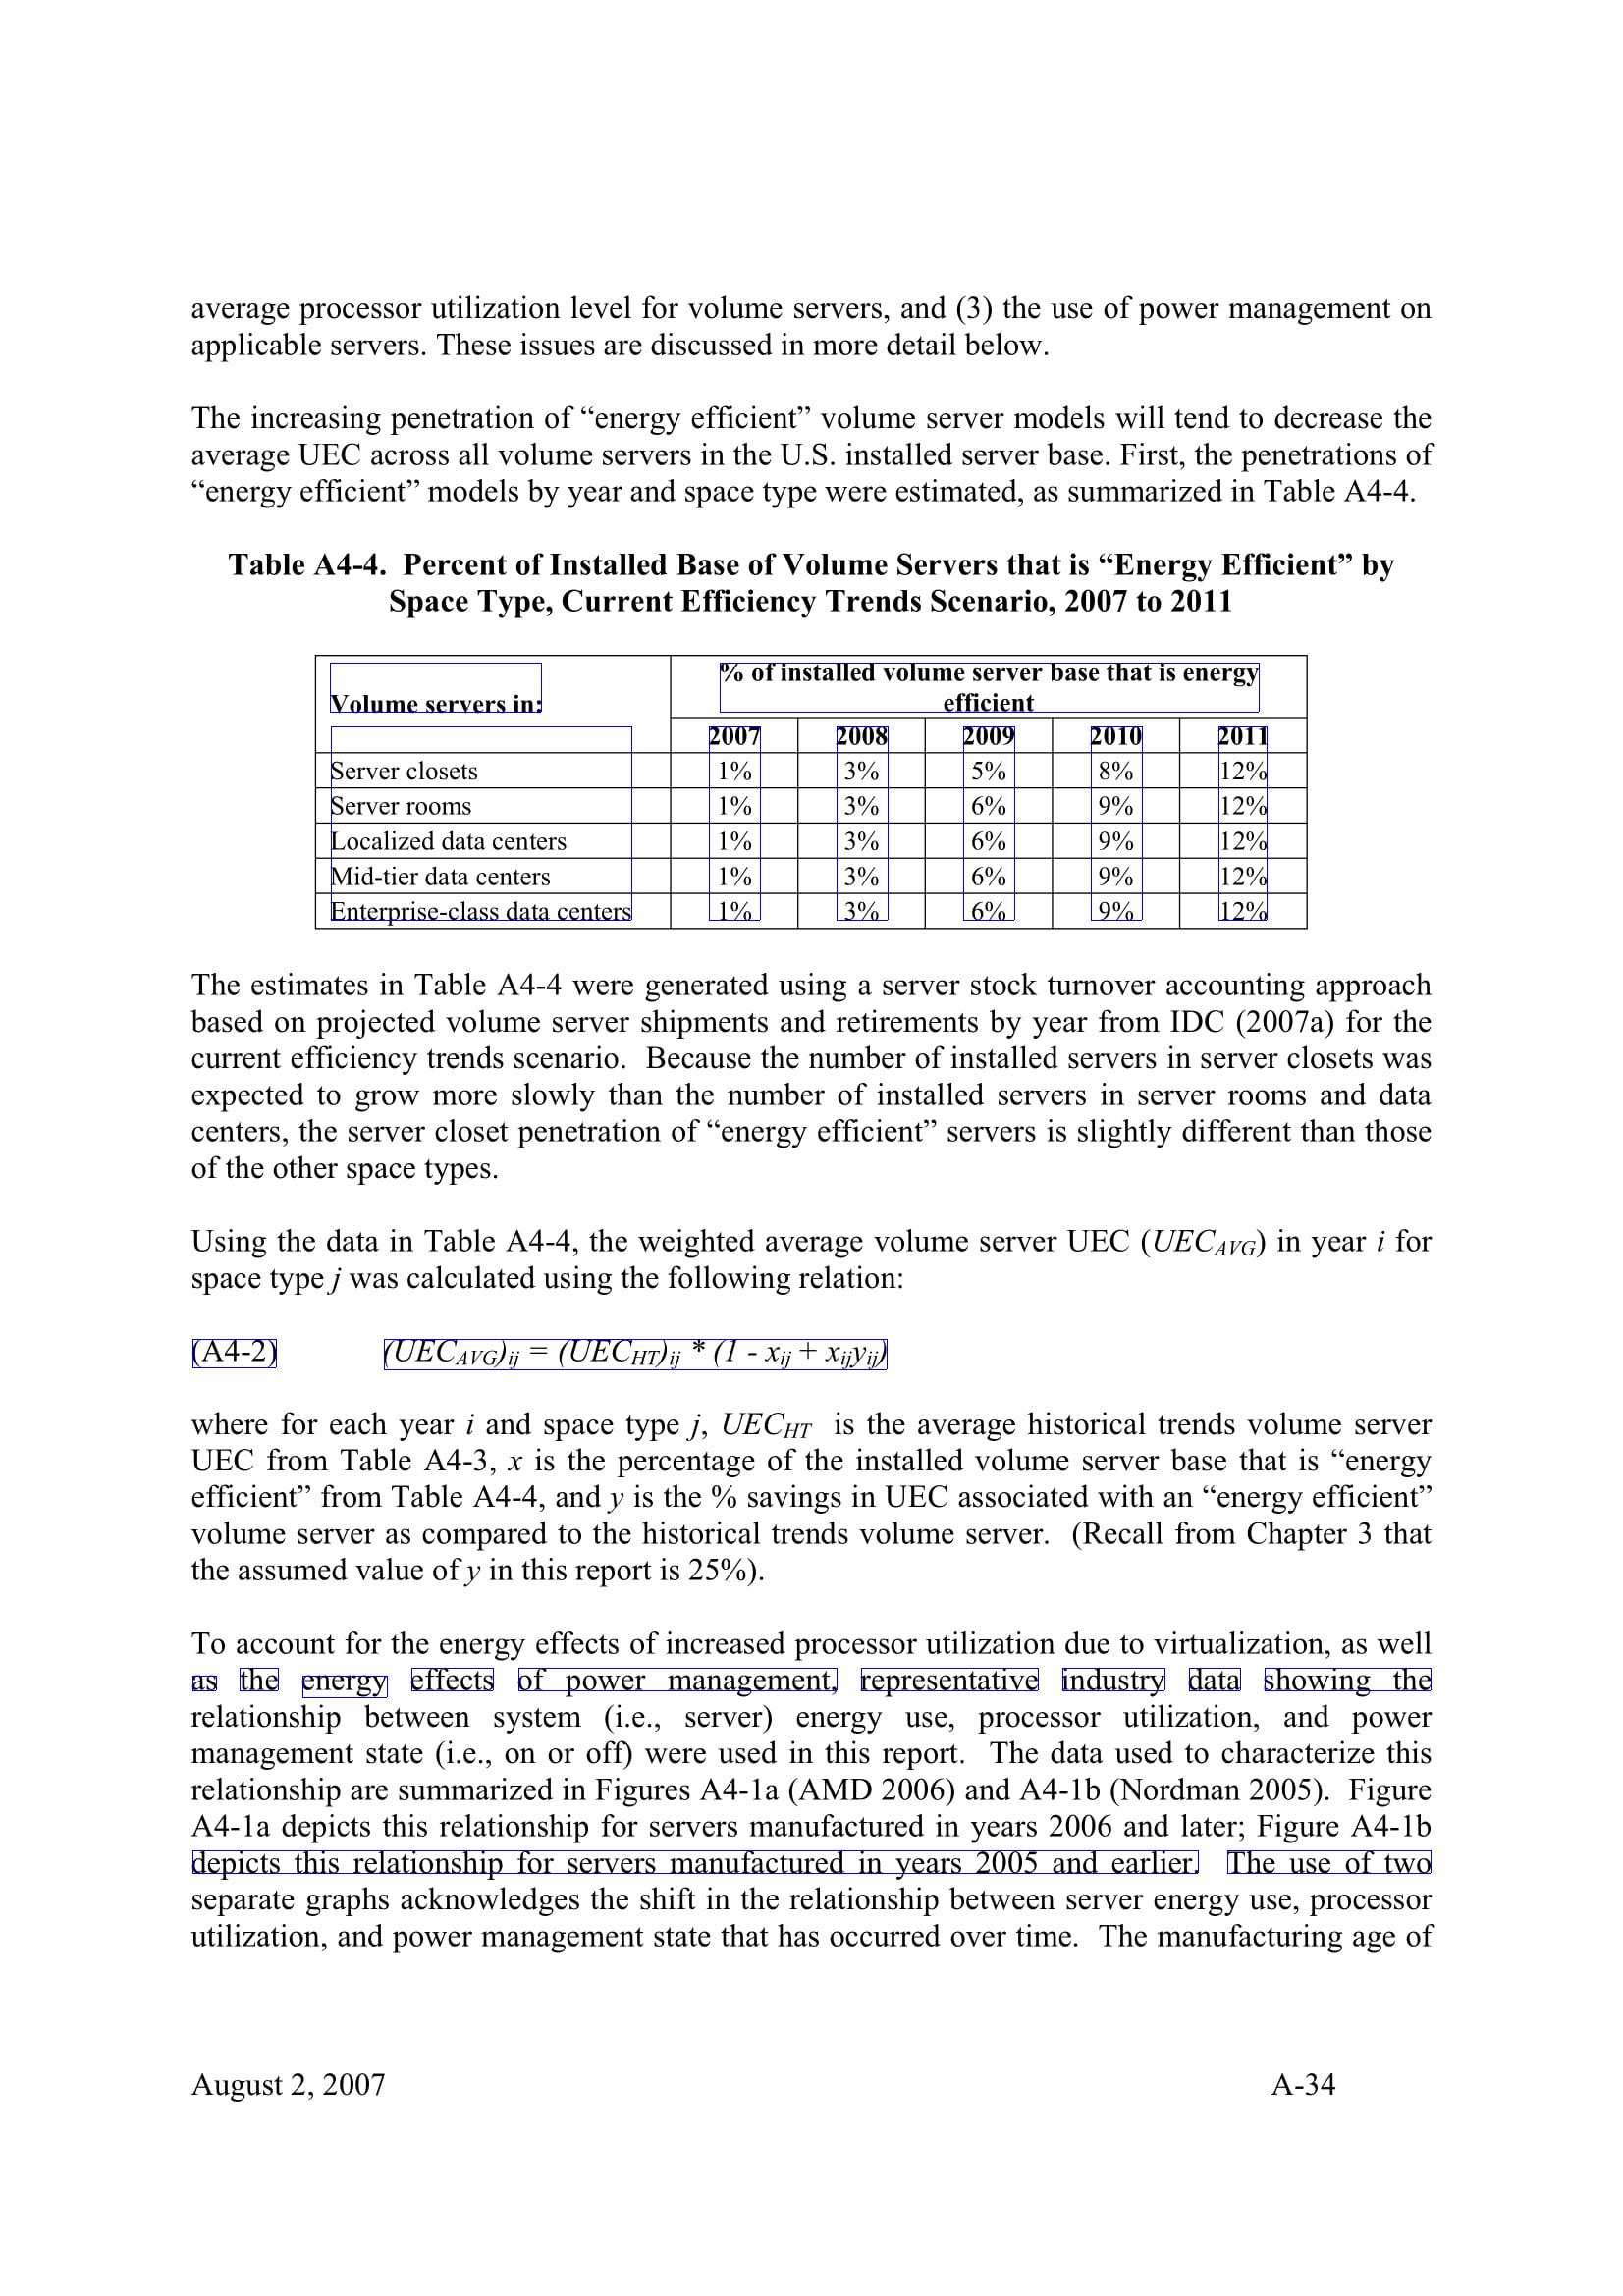 average processor utilization level for volume servers, and (3) the use of power management on
applicable servers. These issues are discussed in more detail below.
The increasing penetration of “energy efficient” volume server models will tend to decrease the
average UEC across all volume servers in the U.S. installed server base. First, the penetrations of
“energy efficient” models by year and space type were estimated, as summarized in Table A4-4.
Table A4-4.  Percent of Installed Base of Volume Servers that is “Energy Efficient” by
Space Type, Current Efficiency Trends Scenario, 2007 to 2011
% of installed volume server base that is energy
Volume servers in: efficient
2007 2008 2009 2010 2011
Server closets 1% 3% 5% 8% 12%
Server rooms 1% 3% 6% 9% 12%
Localized data centers 1% 3% 6% 9% 12%
Mid-tier data centers 1% 3% 6% 9% 12%
Enterprise-class data centers 1% 3% 6% 9% 12%
The estimates in Table A4-4 were generated using a server stock turnover accounting approach
based on projected volume server shipments and retirements by year from IDC (2007a) for the
current efficiency trends scenario.  Because the number of installed servers in server closets was
expected to grow more slowly than the number of installed servers in server rooms and data
centers, the server closet penetration of “energy efficient” servers is slightly different than those
of the other space types.
Using the data in Table A4-4, the weighted average volume server UEC (UECAVG) in year i for
space type j was calculated using the following relation:
(A4-2) (UECAVG)ij = (UECHT)ij * (1 - xij + xijyij)
where for each year i and space type j, UECHT  is the average historical trends volume server
UEC from Table A4-3, x is the percentage of the installed volume server base that is “energy
efficient” from Table A4-4, and y is the % savings in UEC associated with an “energy efficient”
volume server as compared to the historical trends volume server.  (Recall from Chapter 3 that
the assumed value of y in this report is 25%).
To account for the energy effects of increased processor utilization due to virtualization, as well
as the energy effects of power management, representative industry data showing the
relationship between system (i.e., server) energy use, processor utilization, and power
management state (i.e., on or off) were used in this report.  The data used to characterize this
relationship are summarized in Figures A4-1a (AMD 2006) and A4-1b (Nordman 2005).  Figure
A4-1a depicts this relationship for servers manufactured in years 2006 and later; Figure A4-1b
depicts this relationship for servers manufactured in years 2005 and earlier.  The use of two
separate graphs acknowledges the shift in the relationship between server energy use, processor
utilization, and power management state that has occurred over time.  The manufacturing age of
August 2, 2007 A-34